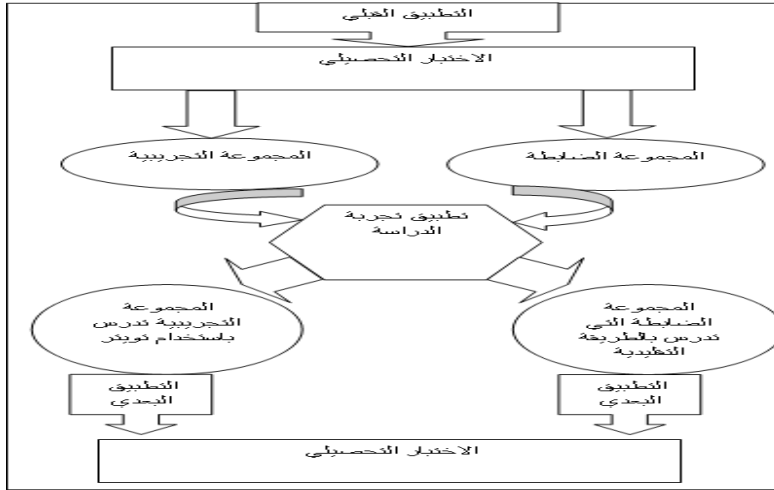 التطبيق القبلي
الاختبار التحصيلي
المجموعة الضابطة
المجموعة التجريبية
تطبيق تجربة
الدراسة
المجموعة
الضابطة التي
تدرس بالطريقة
التقليدية
المجموعة
التجريبية تدرس
باستخدام تويتر
التطبيق
البعدي
التطبيق
البعدي
الاختبار التحصيلي